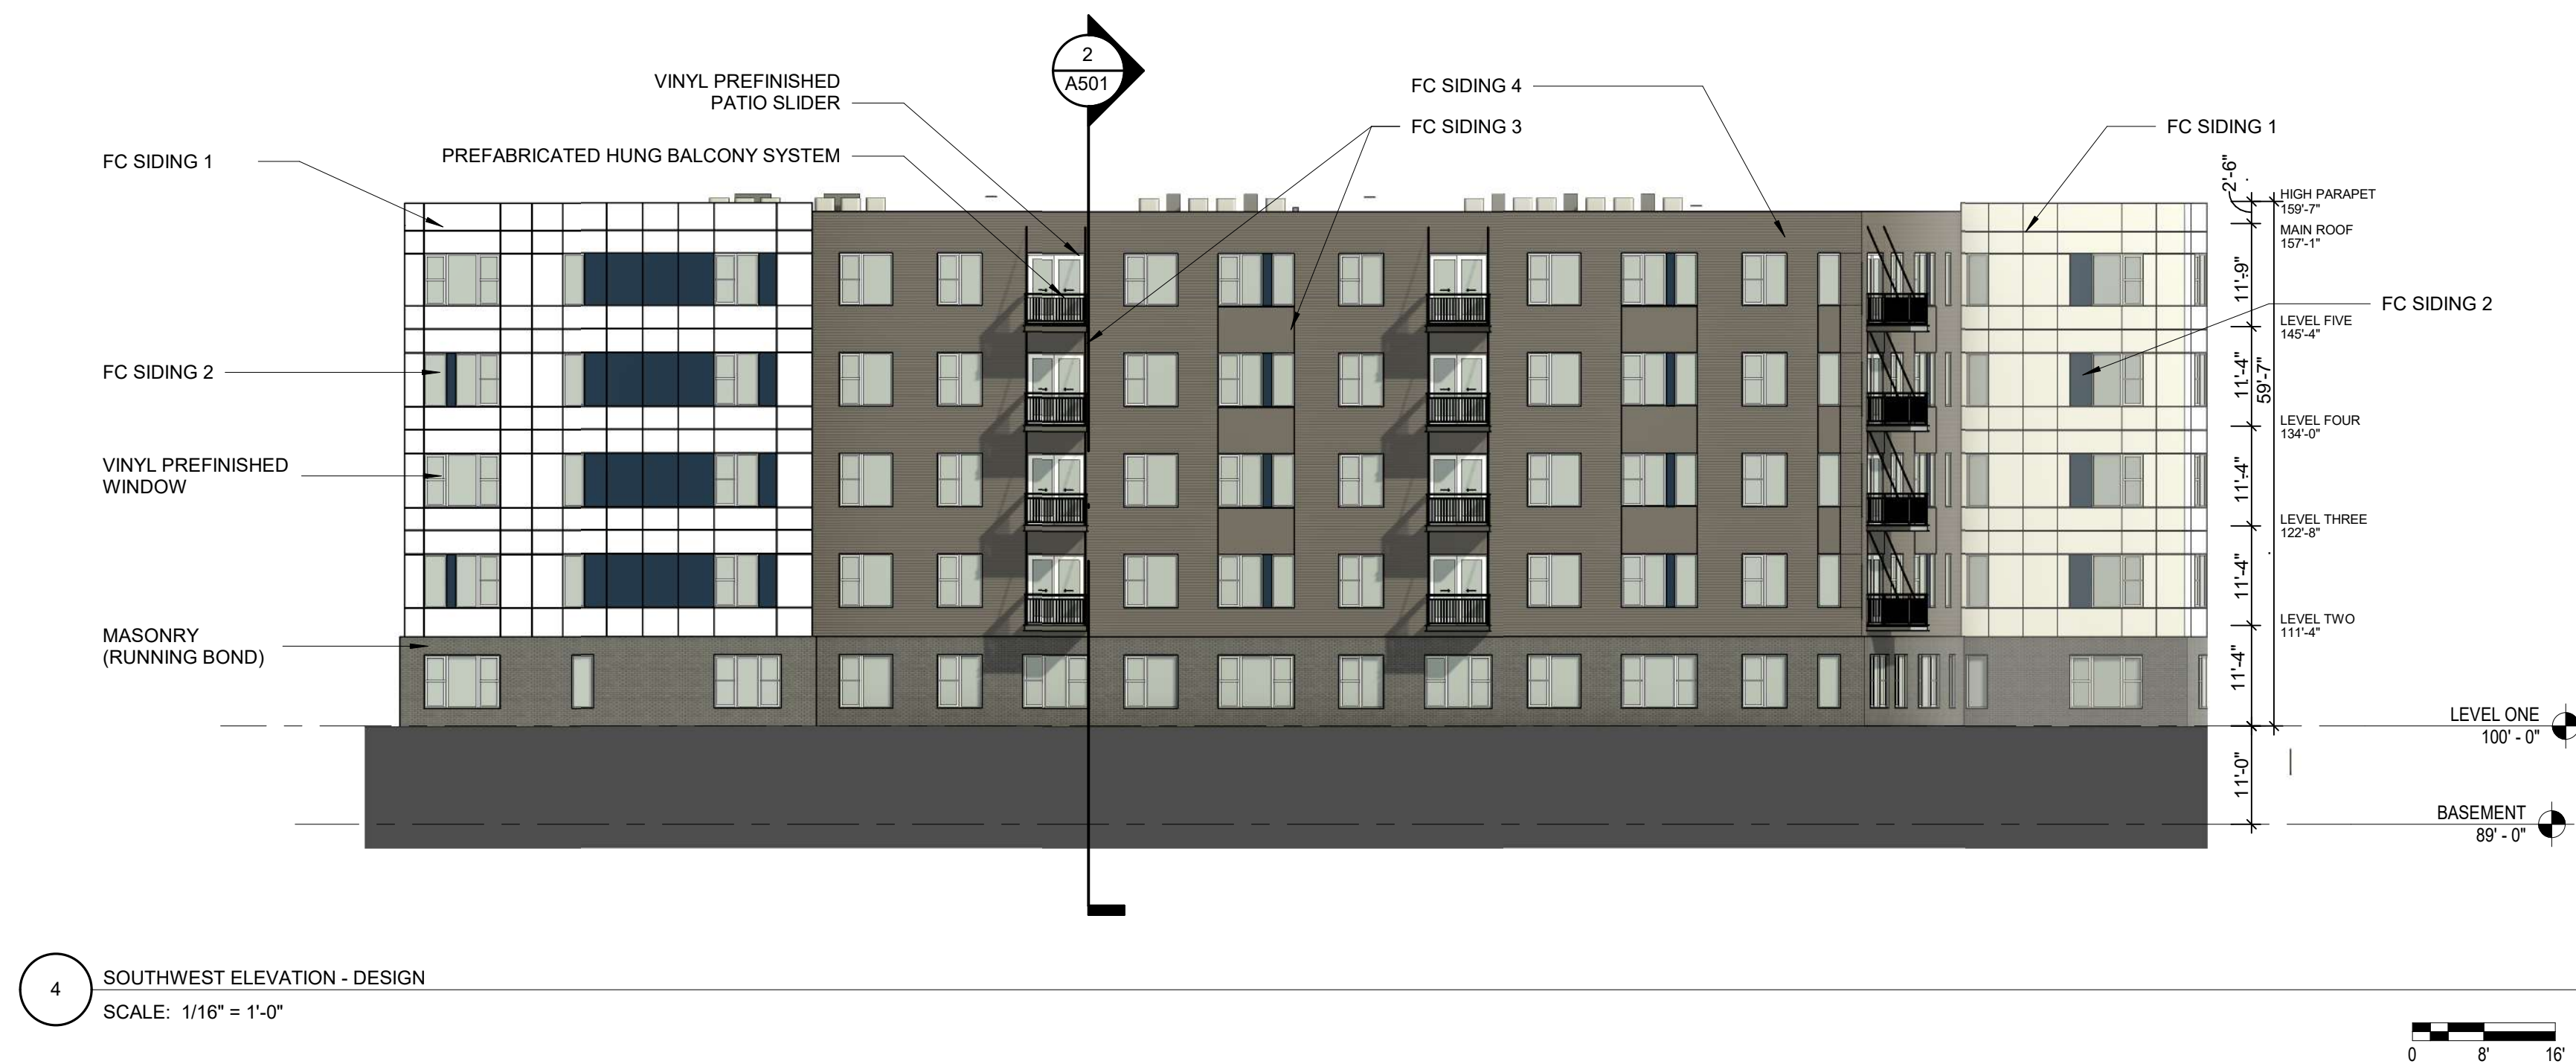 2
A501
VINYL PREFINISHED
PATIO SLIDER
FC SIDING 4
FC SIDING 3
FC SIDING 1
PREFABRICATED HUNG BALCONY SYSTEM
FC SIDING 1
2'-6"
HIGH PARAPET
159'-7"
MAIN ROOF
157'-1"
11'-9"
FC SIDING 2
LEVEL FIVE
145'-4"
FC SIDING 2
11'-4"
59'-7"
LEVEL FOUR
134'-0"
VINYL PREFINISHED
WINDOW
11'-4"
LEVEL THREE
122'-8"
11'-4"
LEVEL TWO
111'-4"
MASONRY
(RUNNING BOND)
11'-4"
LEVEL ONE
100' - 0"
11'-0"
BASEMENT
89' - 0"
4
SOUTHWEST ELEVATION - DESIGN
SCALE: 1/16" = 1'-0"
0 8' 16'